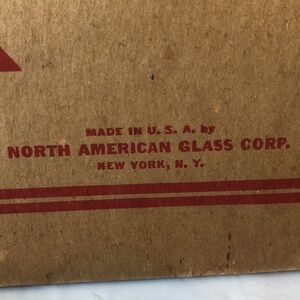 MADE IN U. S. A. by
NORTH AMERICAN GLASS CORP.
NEW YORK, N. Y.